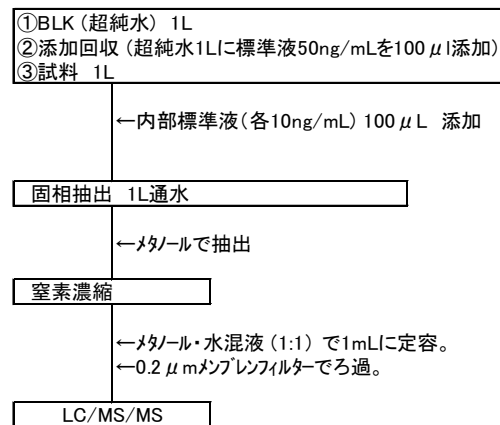 ①BLK (超純水) 1L
②添加回収 (超純水1Lに標準液50ng/mLを100μl添加)
③試料 1L
←内部標準液(各10ng/mL) 100μL 添加
固相抽出 1L通水
←ﾒﾀﾉｰﾙで抽出
窒素濃縮
←ﾒﾀﾉｰﾙ・水混液 (1:1) で1mLに定容。
←0.2μmﾒﾝﾌﾞﾚﾝﾌｨﾙﾀｰでろ過。
LC/MS/MS